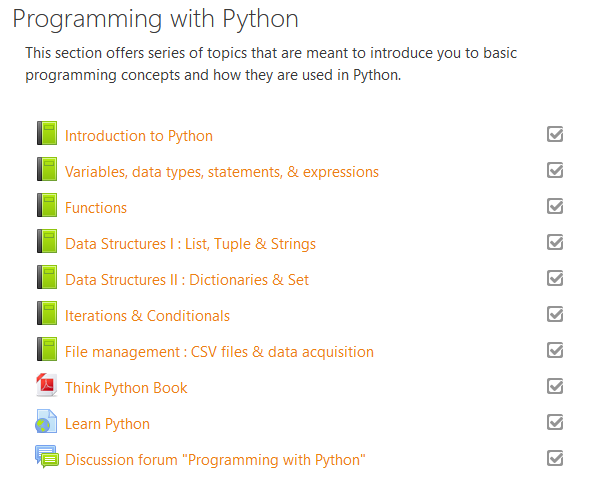 Programming with Python
This section offers series of topics that are meant to introduce you to basic
programming concepts and how they are used in Python.
Introduction to Python
Variables, data types, statements, & expressions
Functions
Data Structures I : List, Tuple & Strings
Data Structures II : Dictionaries & Set
Iterations & Conditionals
File management : CSV files & data acquisition
Think Python Book
Learn Python
Discussion forum "Programming with Python"